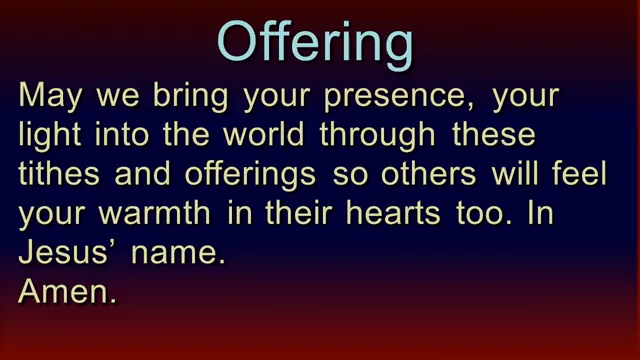 Offering
May we bring your presence, your
light into the world through these
tithes and offerings so others will feel
your warmth in their hearts too. In
Jesus’ name.
Amen.